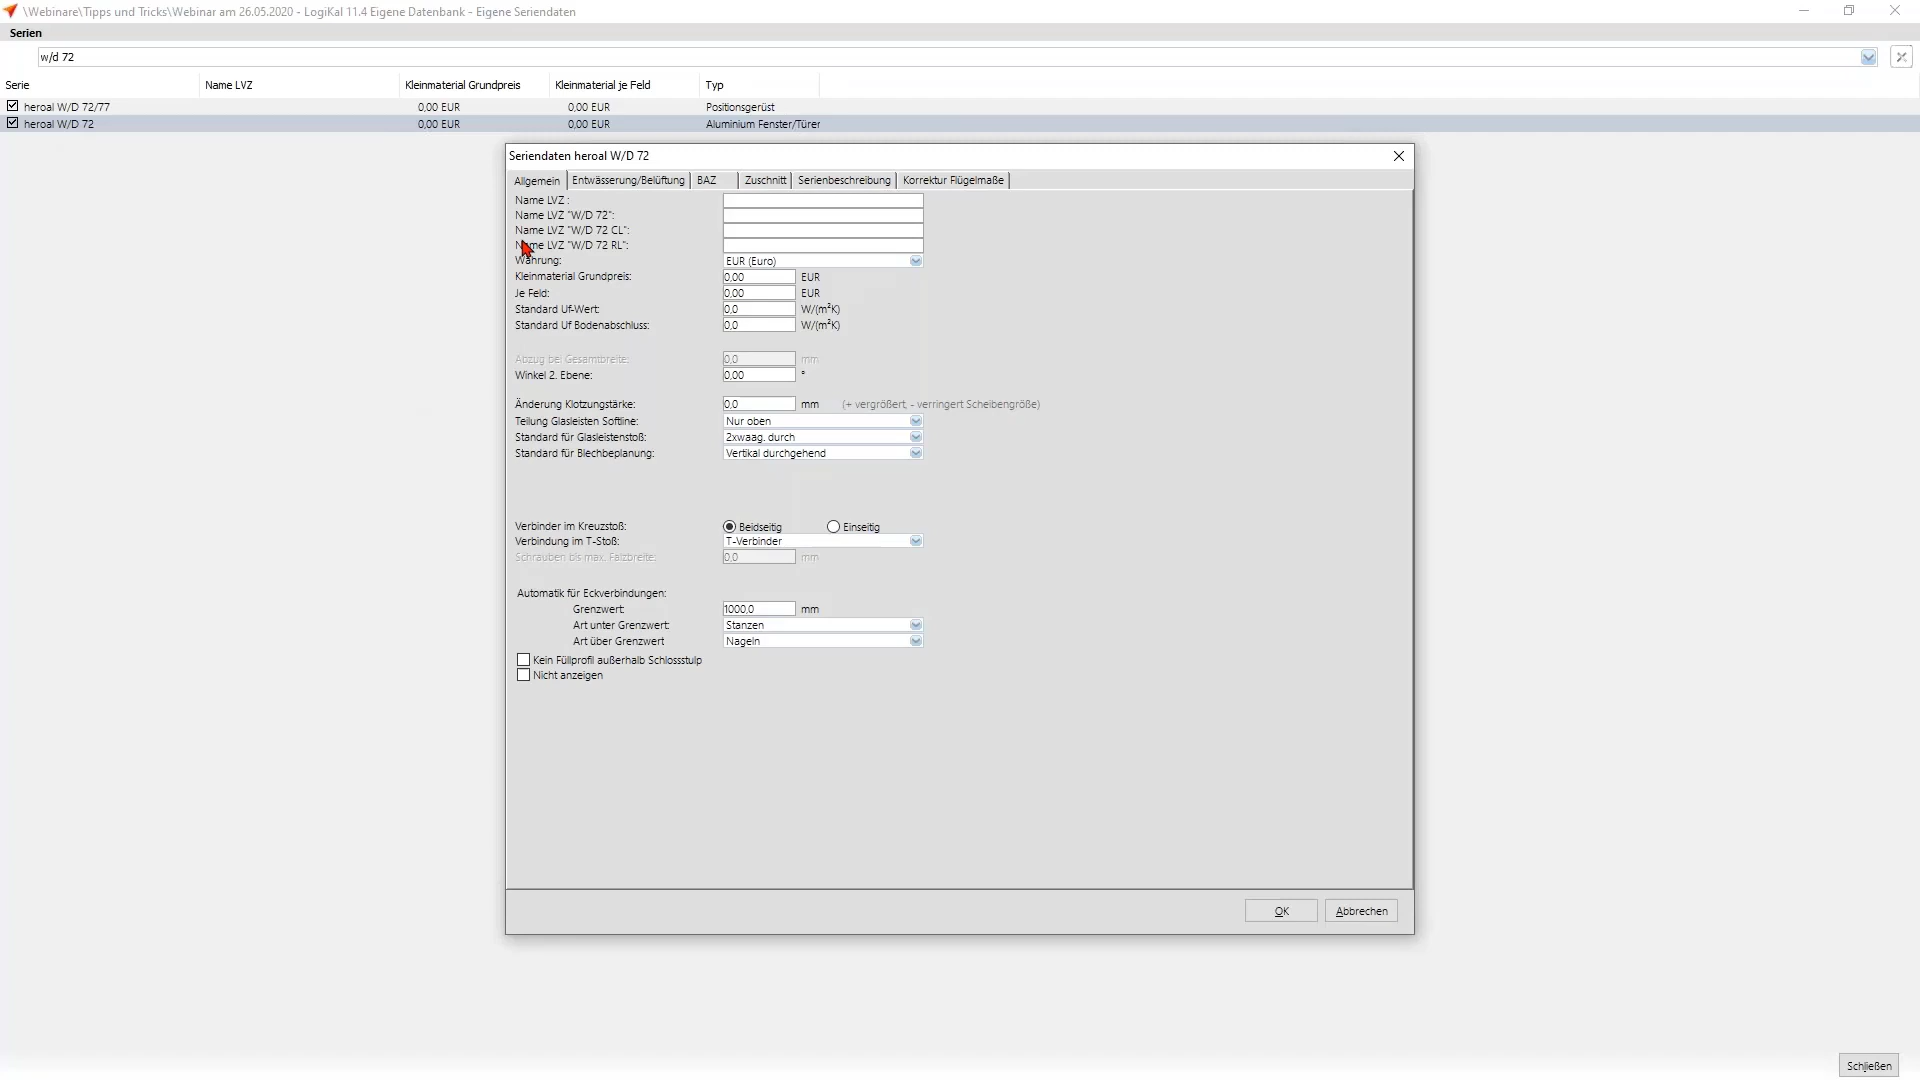 \Webinare\Tipps und Tricks\Webinar am 26.05.2020 - LogiKal 11.4 Eigene Datenbank - Eigene Seriendaten
Serien
w/d 72
Serie Name LVZ Kleinmaterial Grundpreis Kleinmaterial je Feld Typ
heroal W/D 72/77 0,00 EUR 0,00 EUR Positionsgerüst
heroal W/D 72 0,00 EUR 0,00 EUR Aluminium Fenster/Türer
Seriendaten heroal W/D 72
Allgemein Entwässerung/Belüftung BAZ Zuschnitt Serienbeschreibung Korrektur Flügelmaße
Name LVZ :
Name LVZ "W/D 72":
Name LVZ "W/D 72 CL":
Name LVZ "W/D 72 RL":
Währung: EUR (Euro)
Kleinmaterial Grundpreis: 0,00 EUR
Je Feld: 0,00 EUR
Standard Uf-Wert: 0,0 W/(m²K)
Standard Uf Bodenabschluss: 0,0 W/(m²K)
Abzug bei Gesamtbreite: 0,0 mm
Winkel 2. Ebene: 0,00 °
Änderung Klotzungstärke: 0,0 mm (+ vergrößert, - verringert Scheibengröße)
Teilung Glasleisten Softline: Nur oben
Standard für Glasleistenstoß: 2xwaag. durch
Standard für Blechbeplanung: Vertikal durchgehend
Verbinder im Kreuzstoß: Beidseitig Einseitig
Verbindung im T-Stoß: T-Verbinder
Schrauben bis max. Falzbreite: 0,0 mm
Automatik für Eckverbindungen:
Grenzwert: 1000,0 mm
Art unter Grenzwert: Stanzen
Art über Grenzwert Nageln
Kein Füllprofil außerhalb Schlossstulp
Nicht anzeigen
OK Abbrechen
Schließen